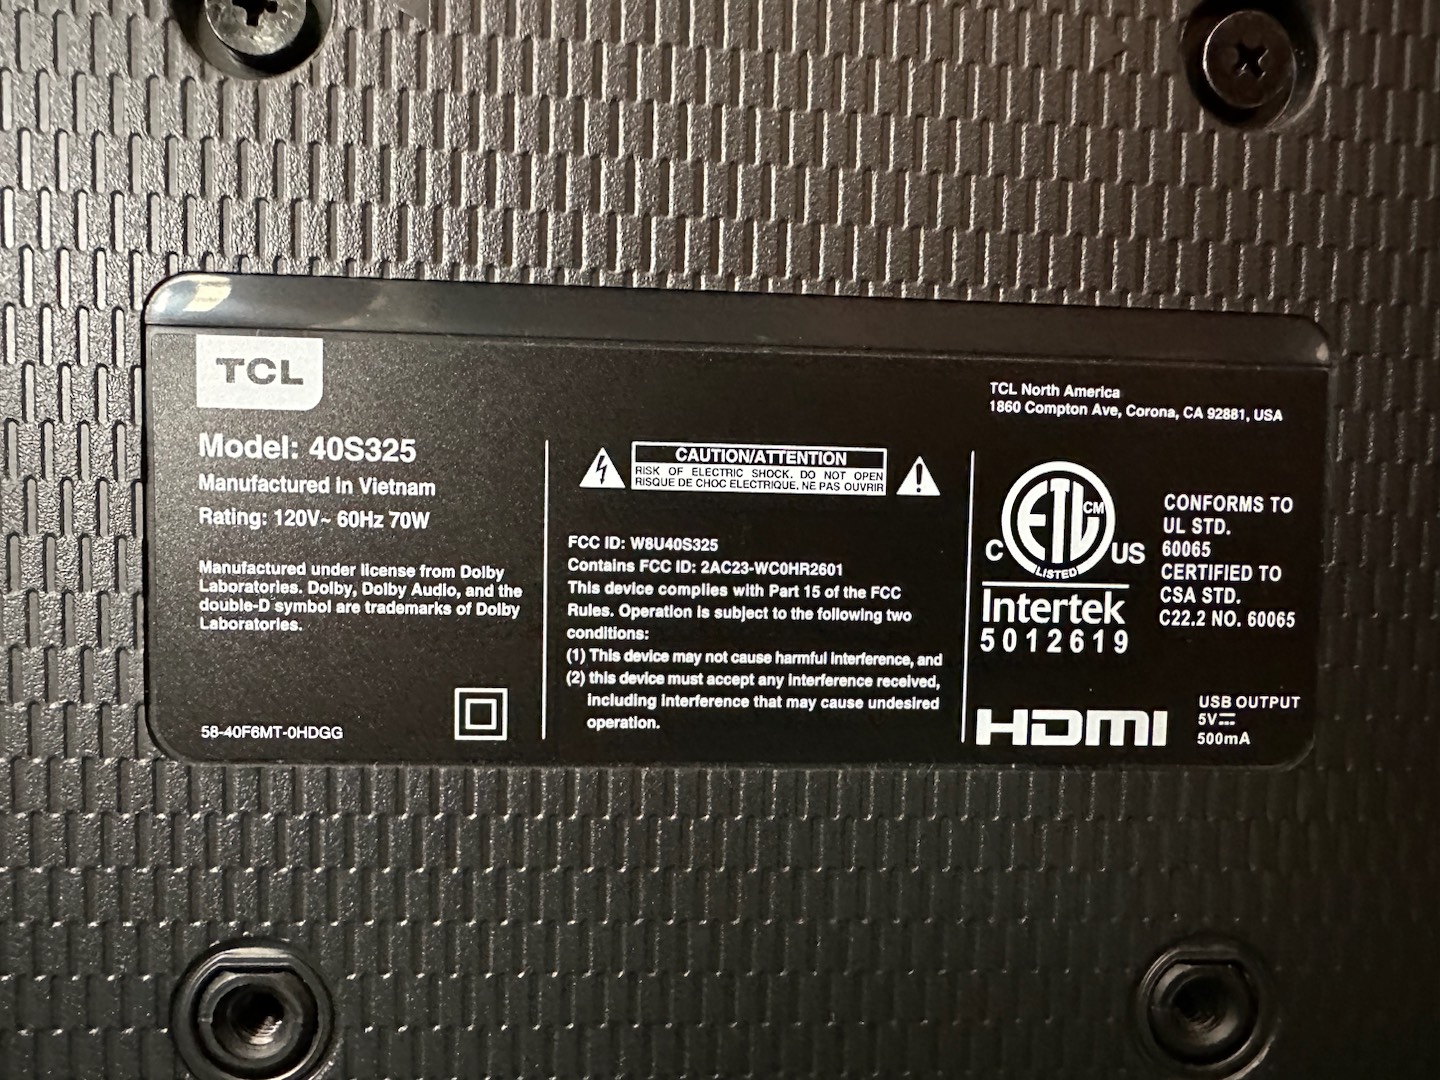 TCL
Model: 40S325
Manufactured in Vietnam
Rating: 120V~ 60Hz 70W
Manufactured under license from Dolby
Laboratories. Dolby, Dolby Audio, and the
double-D symbol are trademarks of Dolby
Laboratories.
58-40F6MT-0HDGG
CAUTION/ATTENTION
RISK OF ELECTRIC SHOCK. DO NOT OPEN
RISQUE DE CHOC ELECTRIQUE. NE PAS OUVRIR
FCC ID: W8U40S325
Contains FCC ID: 2AC23-WC0HR2601
This device complies with Part 15 of the FCC
Rules. Operation is subject to the following two
conditions:
(1) This device may not cause harmful interference, and
(2) this device must accept any interference received,
including interference that may cause undesired
operation.
TCL North America
1860 Compton Ave, Corona, CA 92881, USA
ETL CM
C US
LISTED
Intertek
5012619
CONFORMS TO
UL STD.
60065
CERTIFIED TO
CSA STD.
C22.2 NO. 60065
HDMI
USB OUTPUT
5V⎓
500mA